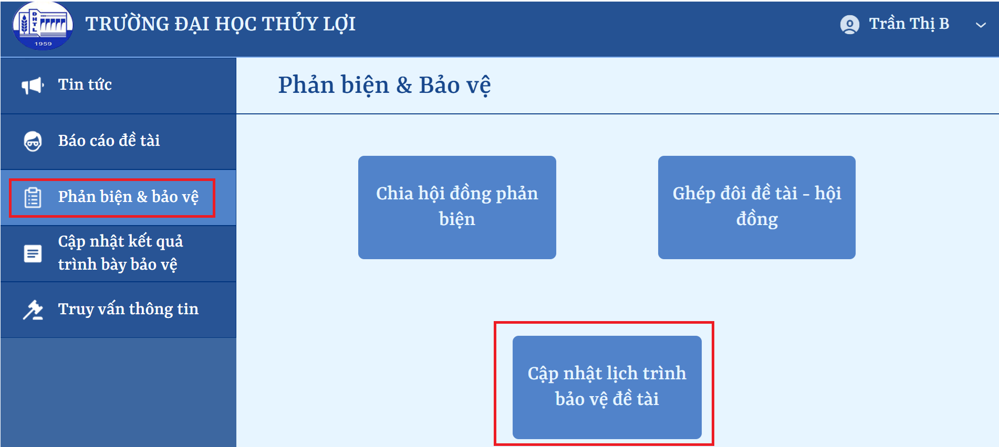 ĐHTL
1959
TRƯỜNG ĐẠI HỌC THỦY LỢI
Trần Thị B
Tin tức
Báo cáo đề tài
Phản biện & bảo vệ
Cập nhật kết quả
trình bày bảo vệ
Truy vấn thông tin
Phản biện & Bảo vệ
Chia hội đồng phản
biện
Ghép đôi đề tài - hội
đồng
Cập nhật lịch trình
bảo vệ đề tài